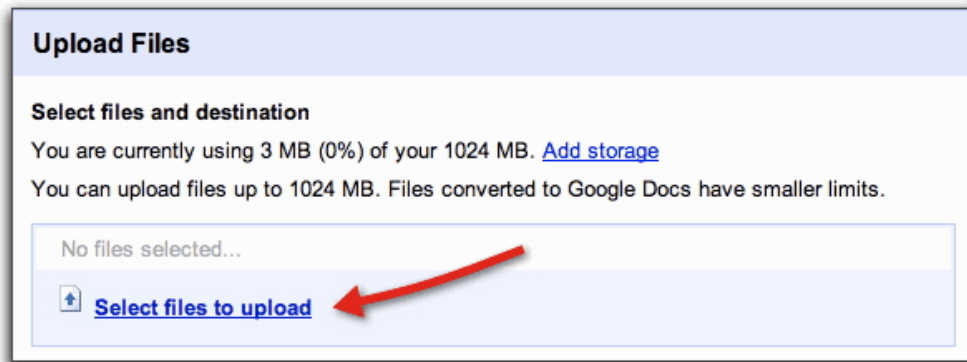 Upload Files
Select files and destination
You are currently using 3 MB (0%) of your 1024 MB. Add storage
You can upload files up to 1024 MB. Files converted to Google Docs have smaller limits.
No files selected...
Select files to upload